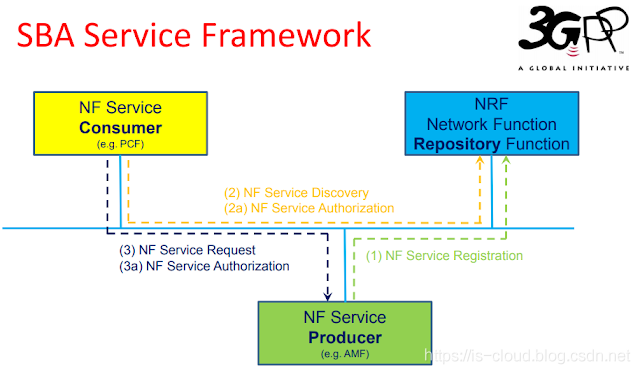 SBA Service Framework
3GPP
TM
A GLOBAL INITIATIVE
NF Service
Consumer
(e.g. PCF)
NRF
Network Function
Repository Function
(2) NF Service Discovery
(2a) NF Service Authorization
(3) NF Service Request
(3a) NF Service Authorization
(1) NF Service Registration
NF Service
Producer
(e.g. AMF)
https://is-cloud.blog.csdn.net